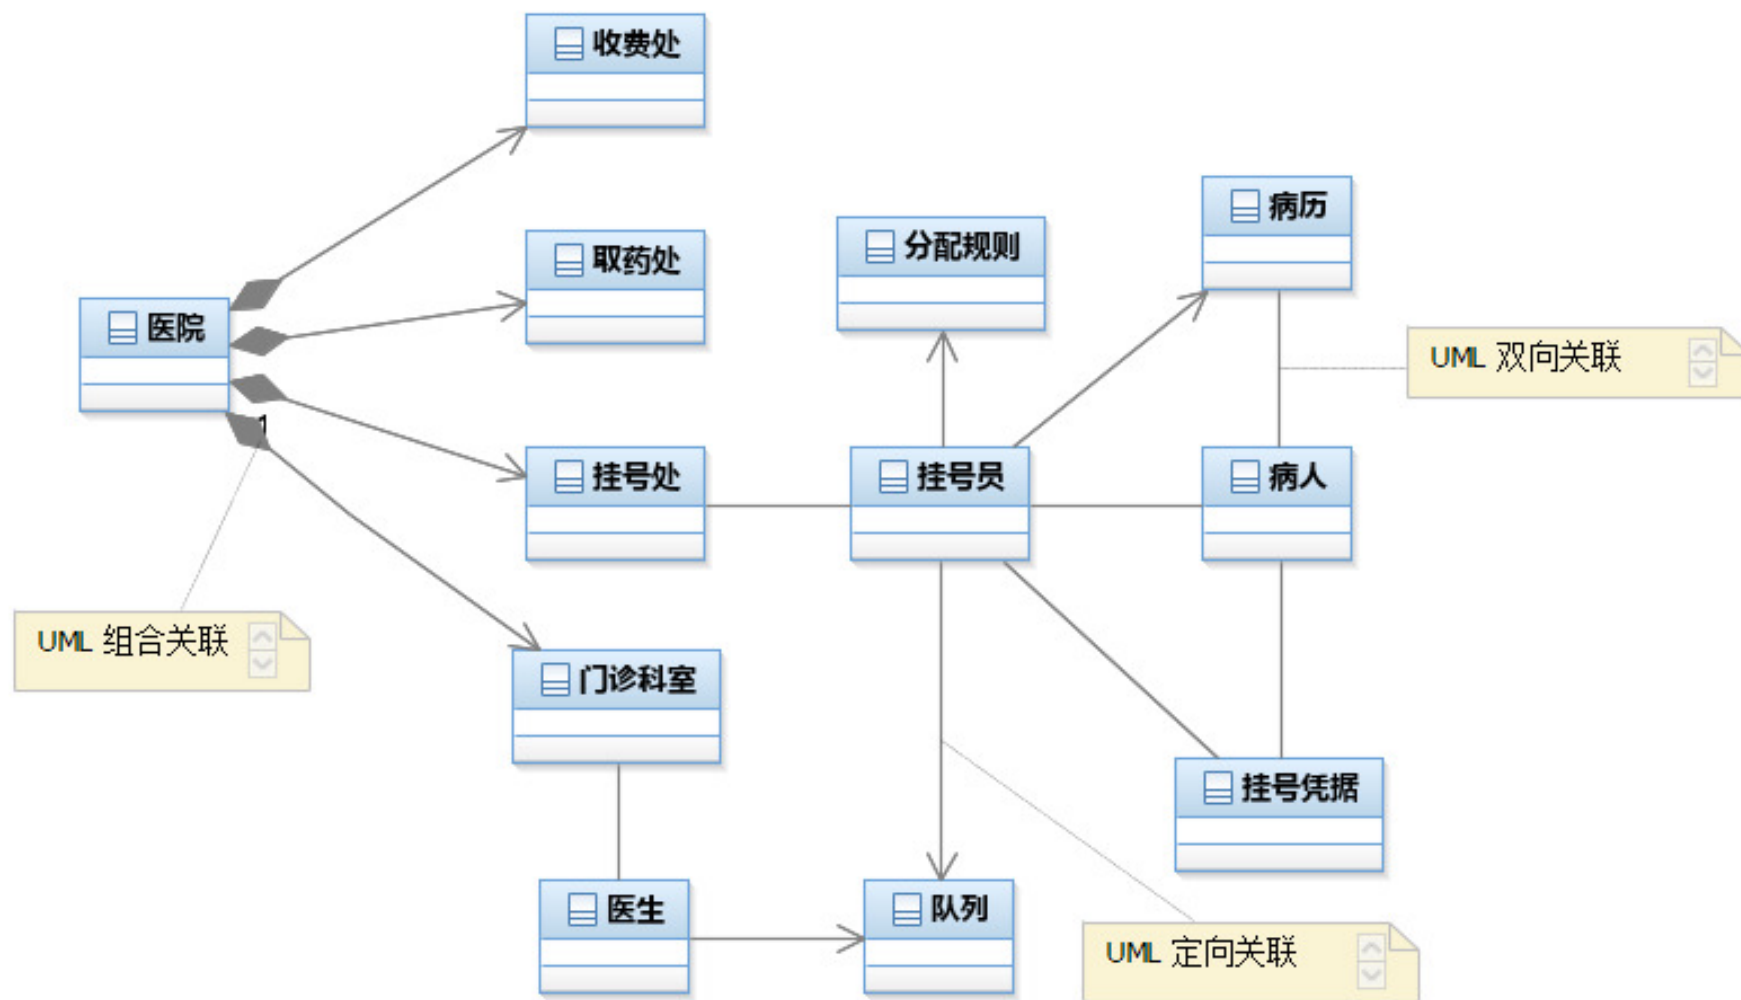 收费处
病历
分配规则
取药处
医院
UML 双向关联
1
挂号处
挂号员
病人
UML 组合关联
门诊科室
挂号凭据
医生
队列
UML 定向关联